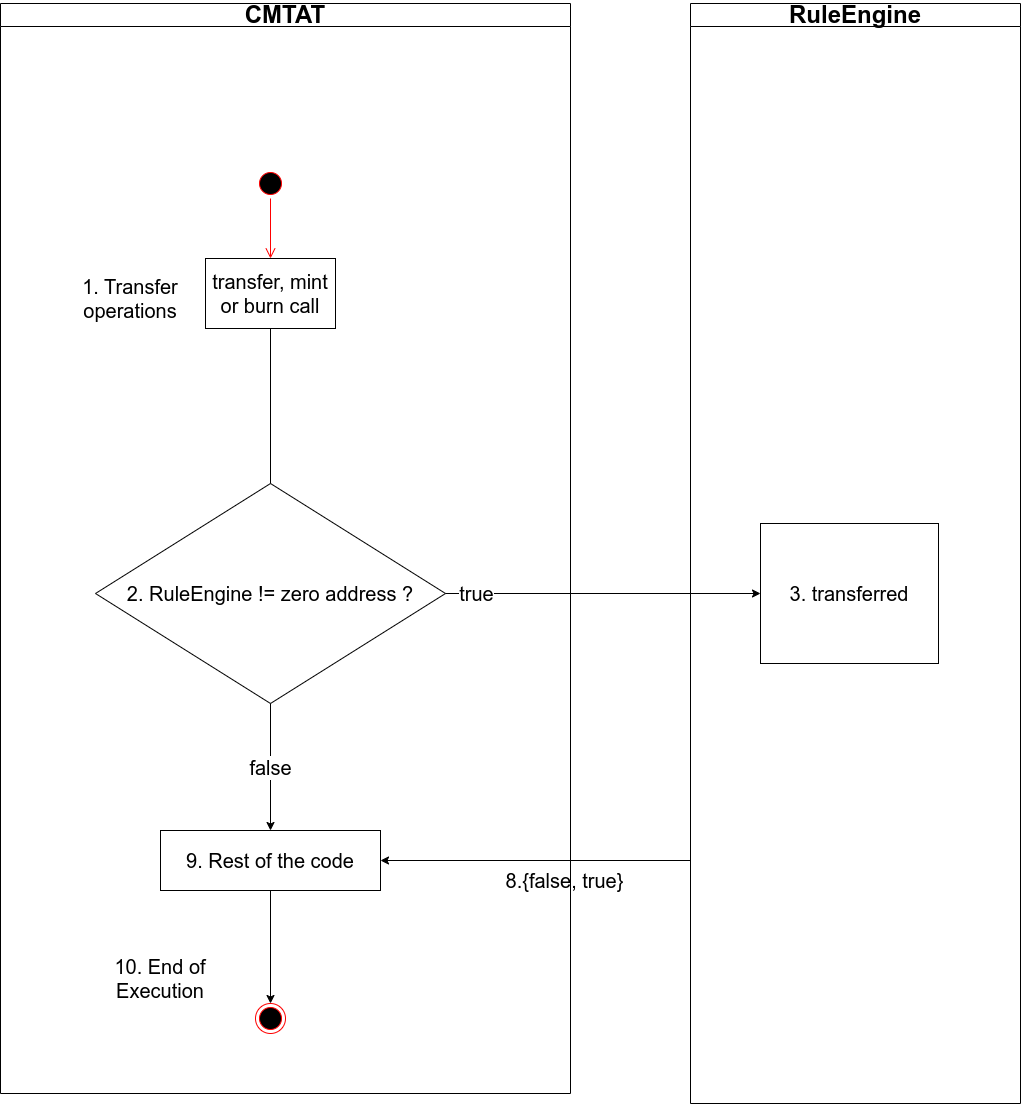 CMTAT
RuleEngine
1. Transfer
operations
transfer, mint
or burn call
2. RuleEngine != zero address ?
true
3. transferred
false
9. Rest of the code
8.{false, true}
10. End of
Execution